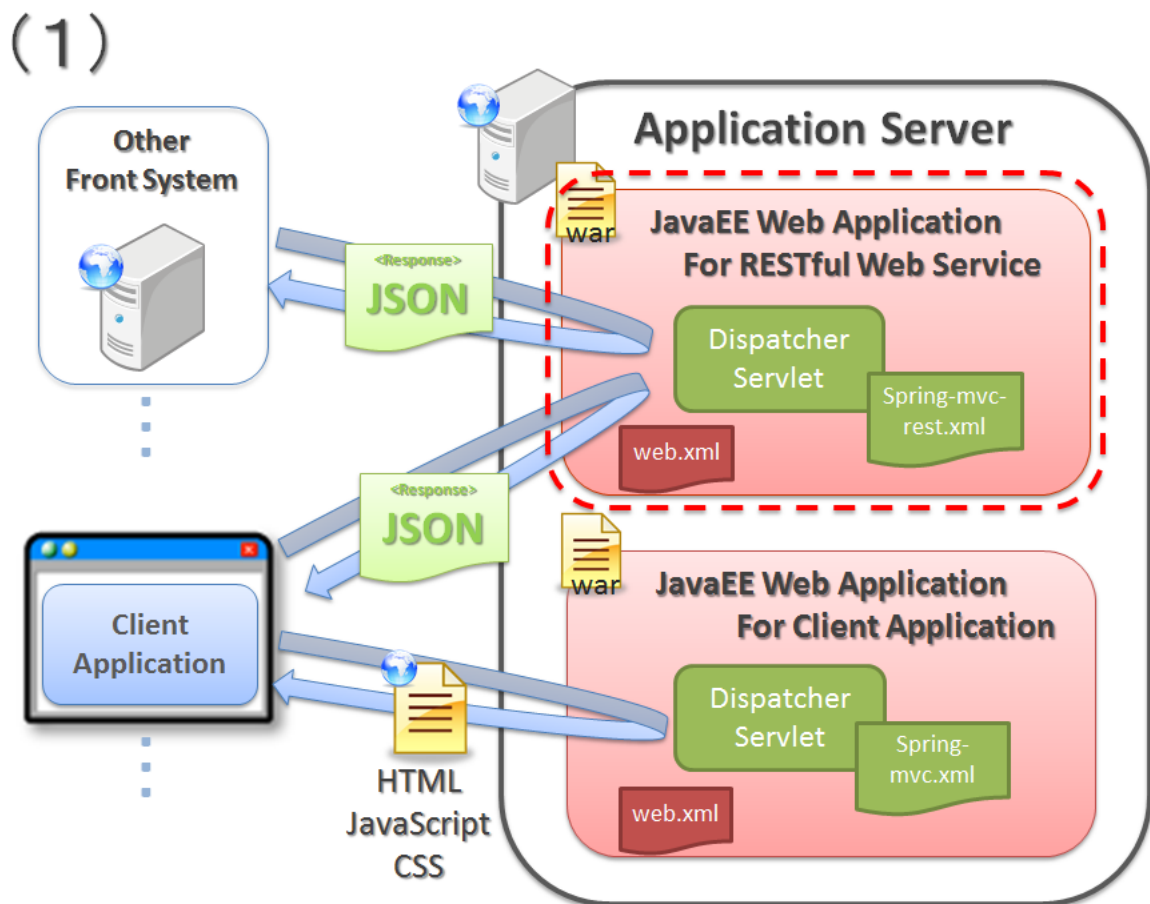 (1)
Application Server
Other
Front System
war
JavaEE Web Application
For RESTful Web Service
<Response>
JSON
Dispatcher
Servlet
Spring-mvc-
rest.xml
web.xml
<Response>
JSON
war
JavaEE Web Application
For Client Application
Client
Application
Dispatcher
Servlet
Spring-
mvc.xml
web.xml
HTML
JavaScript
CSS